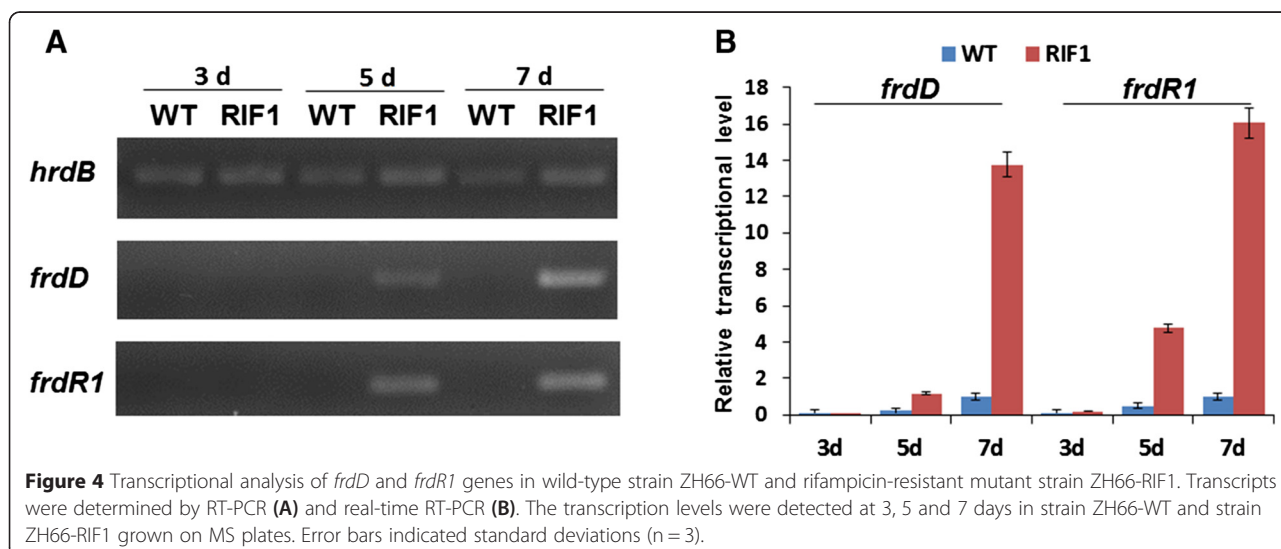 A
3 d 5 d 7 d
WT RIF1 WT RIF1 WT RIF1
hrdB
frdD
frdR1
B
WT RIF1
frdD frdR1
Relative transcriptional level
18
16
14
12
10
8
6
4
2
0
3d 5d 7d 3d 5d 7d
Figure 4 Transcriptional analysis of frdD and frdR1 genes in wild-type strain ZH66-WT and rifampicin-resistant mutant strain ZH66-RIF1. Transcripts
were determined by RT-PCR (A) and real-time RT-PCR (B). The transcription levels were detected at 3, 5 and 7 days in strain ZH66-WT and strain
ZH66-RIF1 grown on MS plates. Error bars indicated standard deviations (n = 3).